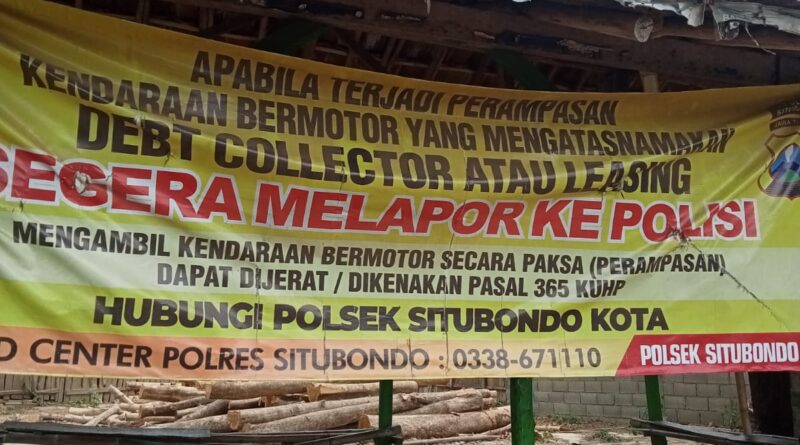 APABILA TERJADI PERAMPASAN
KENDARAAN BERMOTOR YANG MENGATASNAMAKAN
DEBT COLLECTOR ATAU LEASING
SEGERA MELAPOR KE POLISI
MENGAMBIL KENDARAAN BERMOTOR SECARA PAKSA (PERAMPASAN)
DAPAT DIJERAT / DIKENAKAN PASAL 365 KUHP
HUBUNGI POLSEK SITUBONDO KOTA
D CENTER POLRES SITUBONDO : 0338-671110
POLSEK SITUBONDO